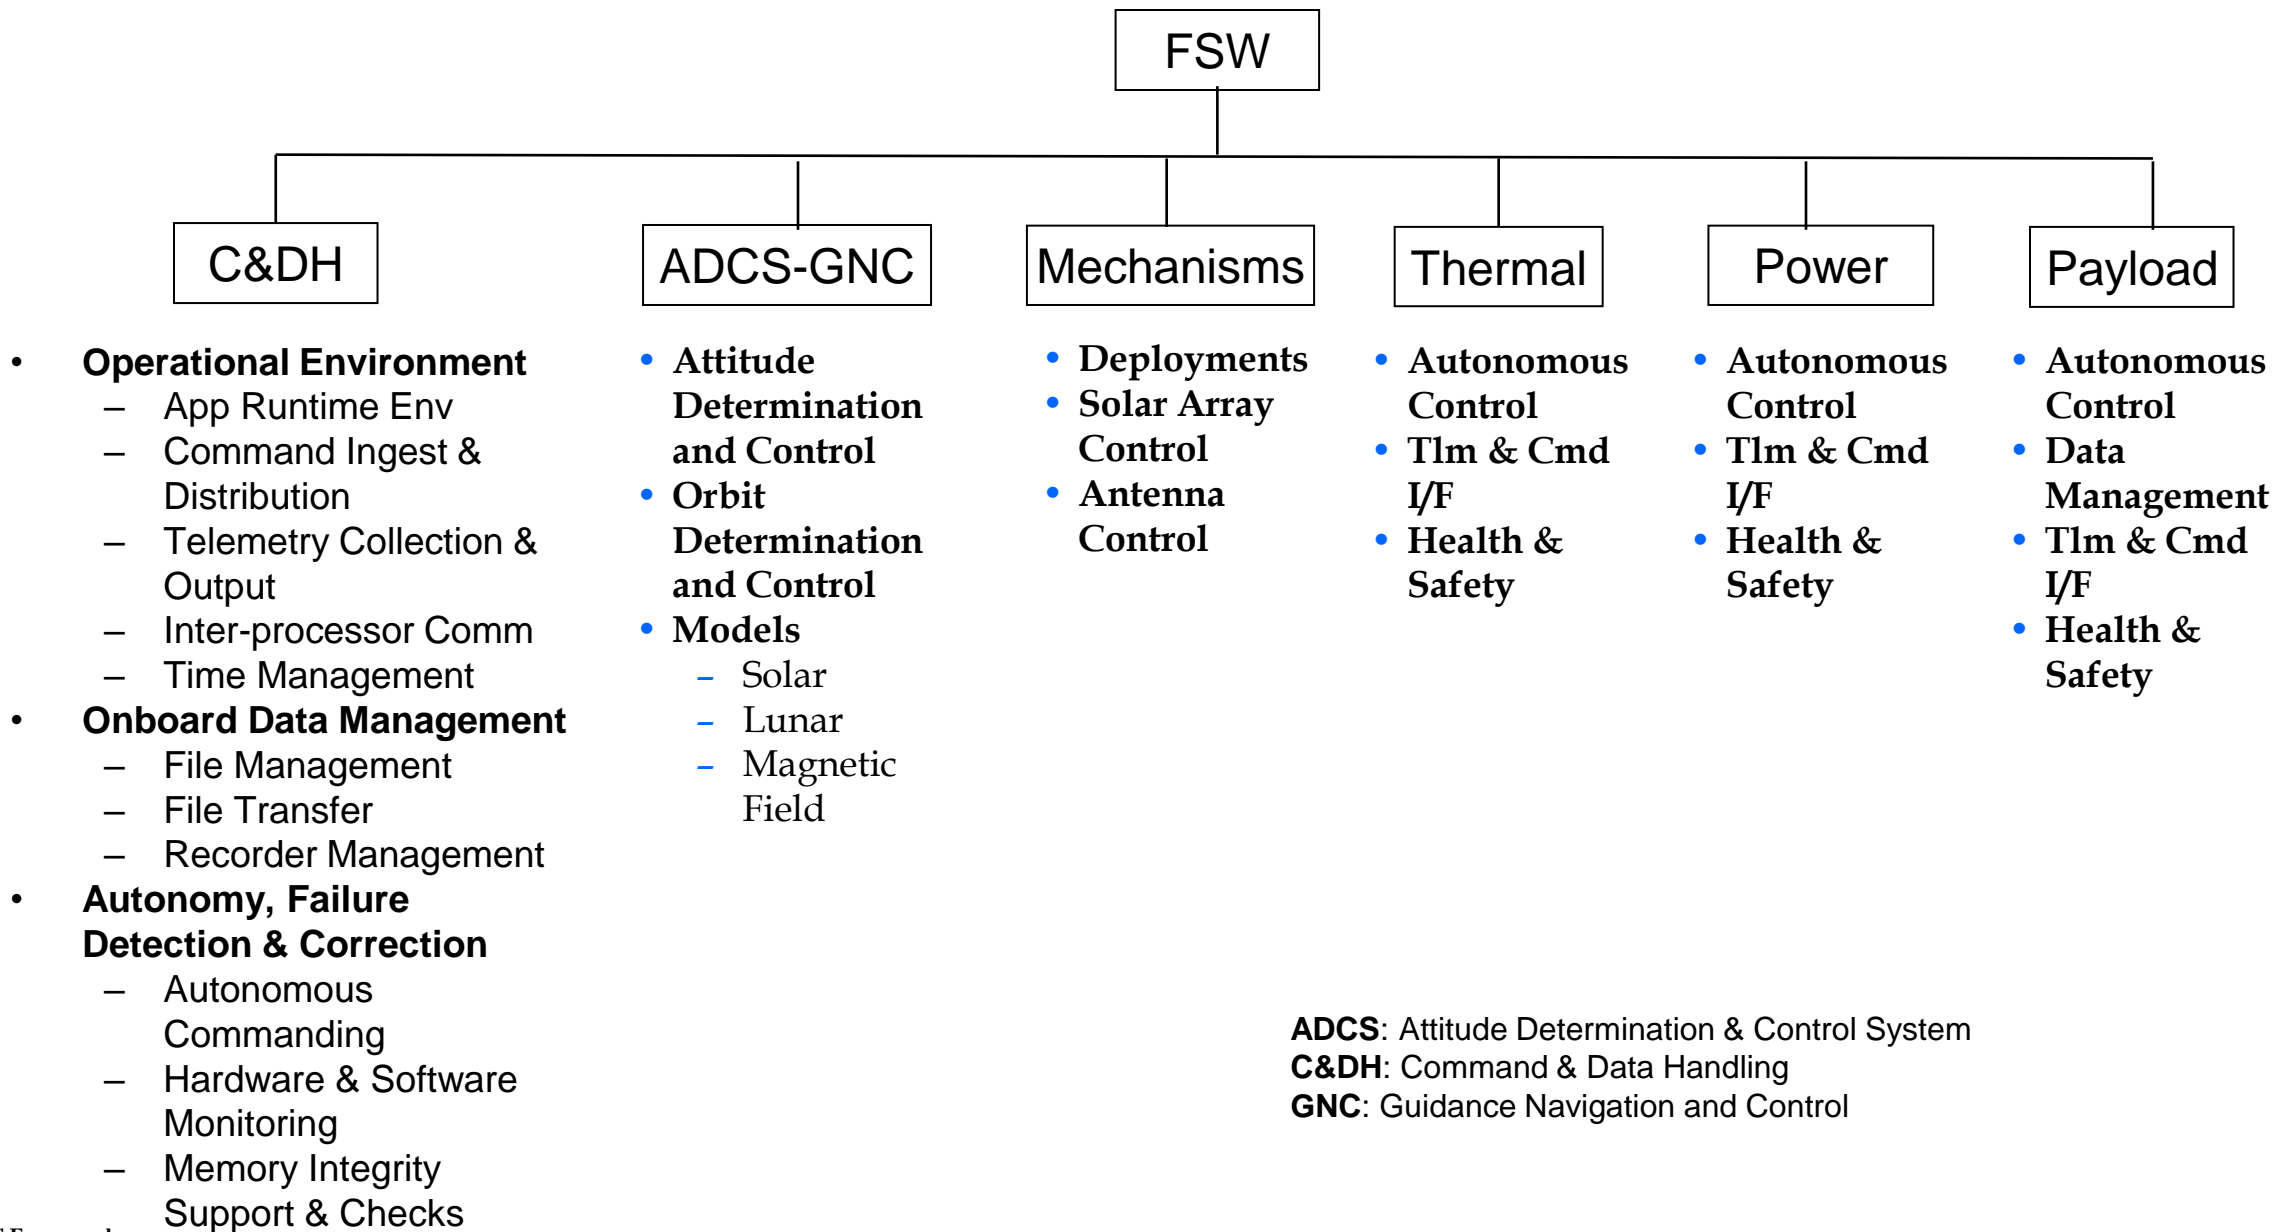 FSW
C&DH
ADCS-GNC
Mechanisms
Thermal
Power
Payload
• Operational Environment
– App Runtime Env
– Command Ingest &
Distribution
– Telemetry Collection &
Output
– Inter-processor Comm
– Time Management
• Onboard Data Management
– File Management
– File Transfer
– Recorder Management
• Autonomy, Failure
Detection & Correction
– Autonomous
Commanding
– Hardware & Software
Monitoring
– Memory Integrity
Support & Checks
• Attitude
Determination
and Control
• Orbit
Determination
and Control
• Models
– Solar
– Lunar
– Magnetic
Field
• Deployments
• Solar Array
Control
• Antenna
Control
• Autonomous
Control
• Tlm & Cmd
I/F
• Health &
Safety
• Autonomous
Control
• Tlm & Cmd
I/F
• Health &
Safety
• Autonomous
Control
• Data
Management
• Tlm & Cmd
I/F
• Health &
Safety
ADCS: Attitude Determination & Control System
C&DH: Command & Data Handling
GNC: Guidance Navigation and Control